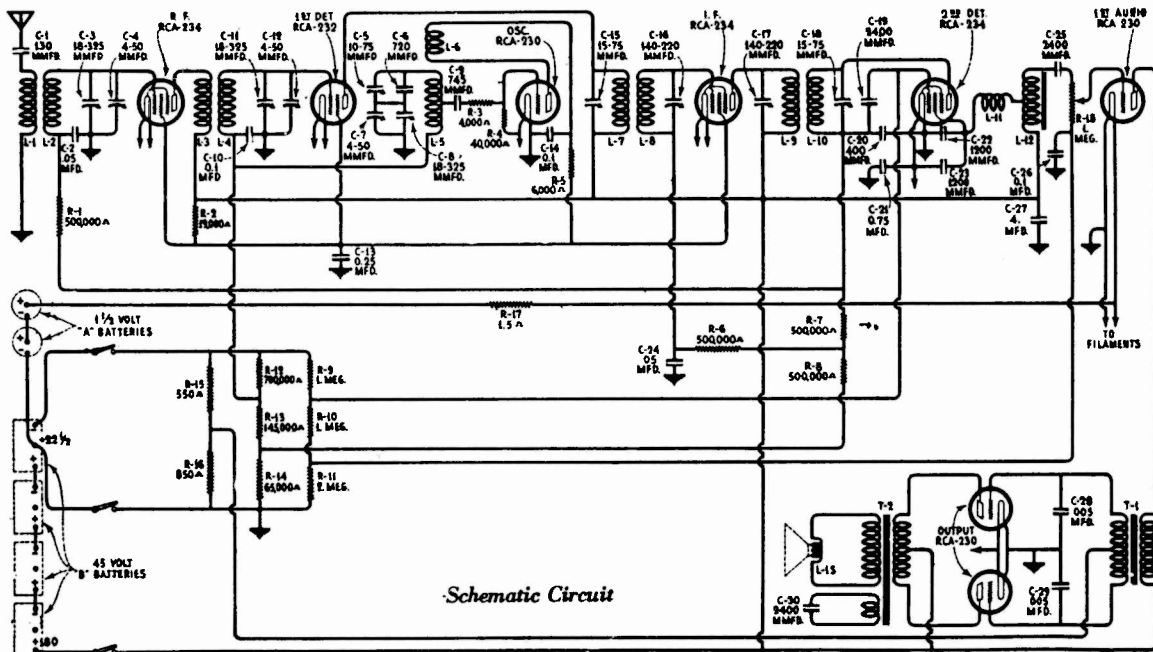 C-1
130
MMFD.
C-3
18-325
MMFD.
C-4
4-50
MMFD.
R. F.
RCA-234
C-11
18-325
MMFD.
C-12
4-50
MMFD.
1ST DET.
RCA-232
C-5
10-75
MMFD.
C-6
720
MMFD.
L-6
OSC.
RCA-230
C-15
15-75
MMFD.
C-16
140-220
MMFD.
I. F.
RCA-234
C-17
140-220
MMFD.
C-18
15-75
MMFD.
C-19
2400
MMFD.
2ND DET.
RCA-234
C-25
2400
MMFD.
1ST AUDIO
RCA 230
C-9
745
MMFD.
R-3
4,000 Ω
R-4
40,000 Ω
C-7
4-50
MMFD.
C-8
18-325
MMFD.
L-1
L-2
C-2
.05
MFD.
L-3
L-4
C-10
0.1
MFD
L-5
C-14
0.1
MFD.
R-5
6,000 Ω
L-7
L-8
L-9
L-10
C-20
400
MMFD.
C-22
1200
MMFD.
L-11
L-12
R-18
1.
MEG.
C-23
1200
MMFD.
C-21
0.75
MFD.
C-26
0.1
MFD.
C-27
4.
MFD.
R-1
500,000 Ω
R-2
C-13
0.25
MFD.
1 1/2 VOLT
"A" BATTERIES
R-17
1.5 Ω
R-7
500,000 Ω
R-6
500,000 Ω
R-8
500,000 Ω
C-24
.05
MFD.
TO
FILAMENTS
R-15
550 Ω
R-12
700,000 Ω
R-9
1. MEG.
R-13
145,000 Ω
R-10
1. MEG.
R-16
850 Ω
R-14
65,000 Ω
R-11
2. MEG.
+22 1/2
45 VOLT
"B" BATTERIES
+180
Schematic Circuit
T-2
L-15
C-30
2400
MMFD.
OUTPUT
RCA-230
C-28
.005
MFD.
C-29
.005
MFD.
T-1